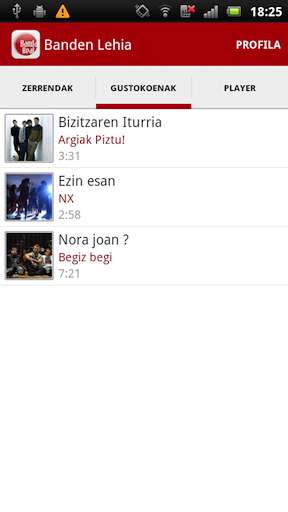 18:25
Banden Lehia
PROFILA
ZERRENDAK
GUSTOKOENAK
PLAYER
Bizitzaren Iturria
Argiak Piztu!
3:31
Ezin esan
NX
2:58
Nora joan ?
Begiz begi
7:21